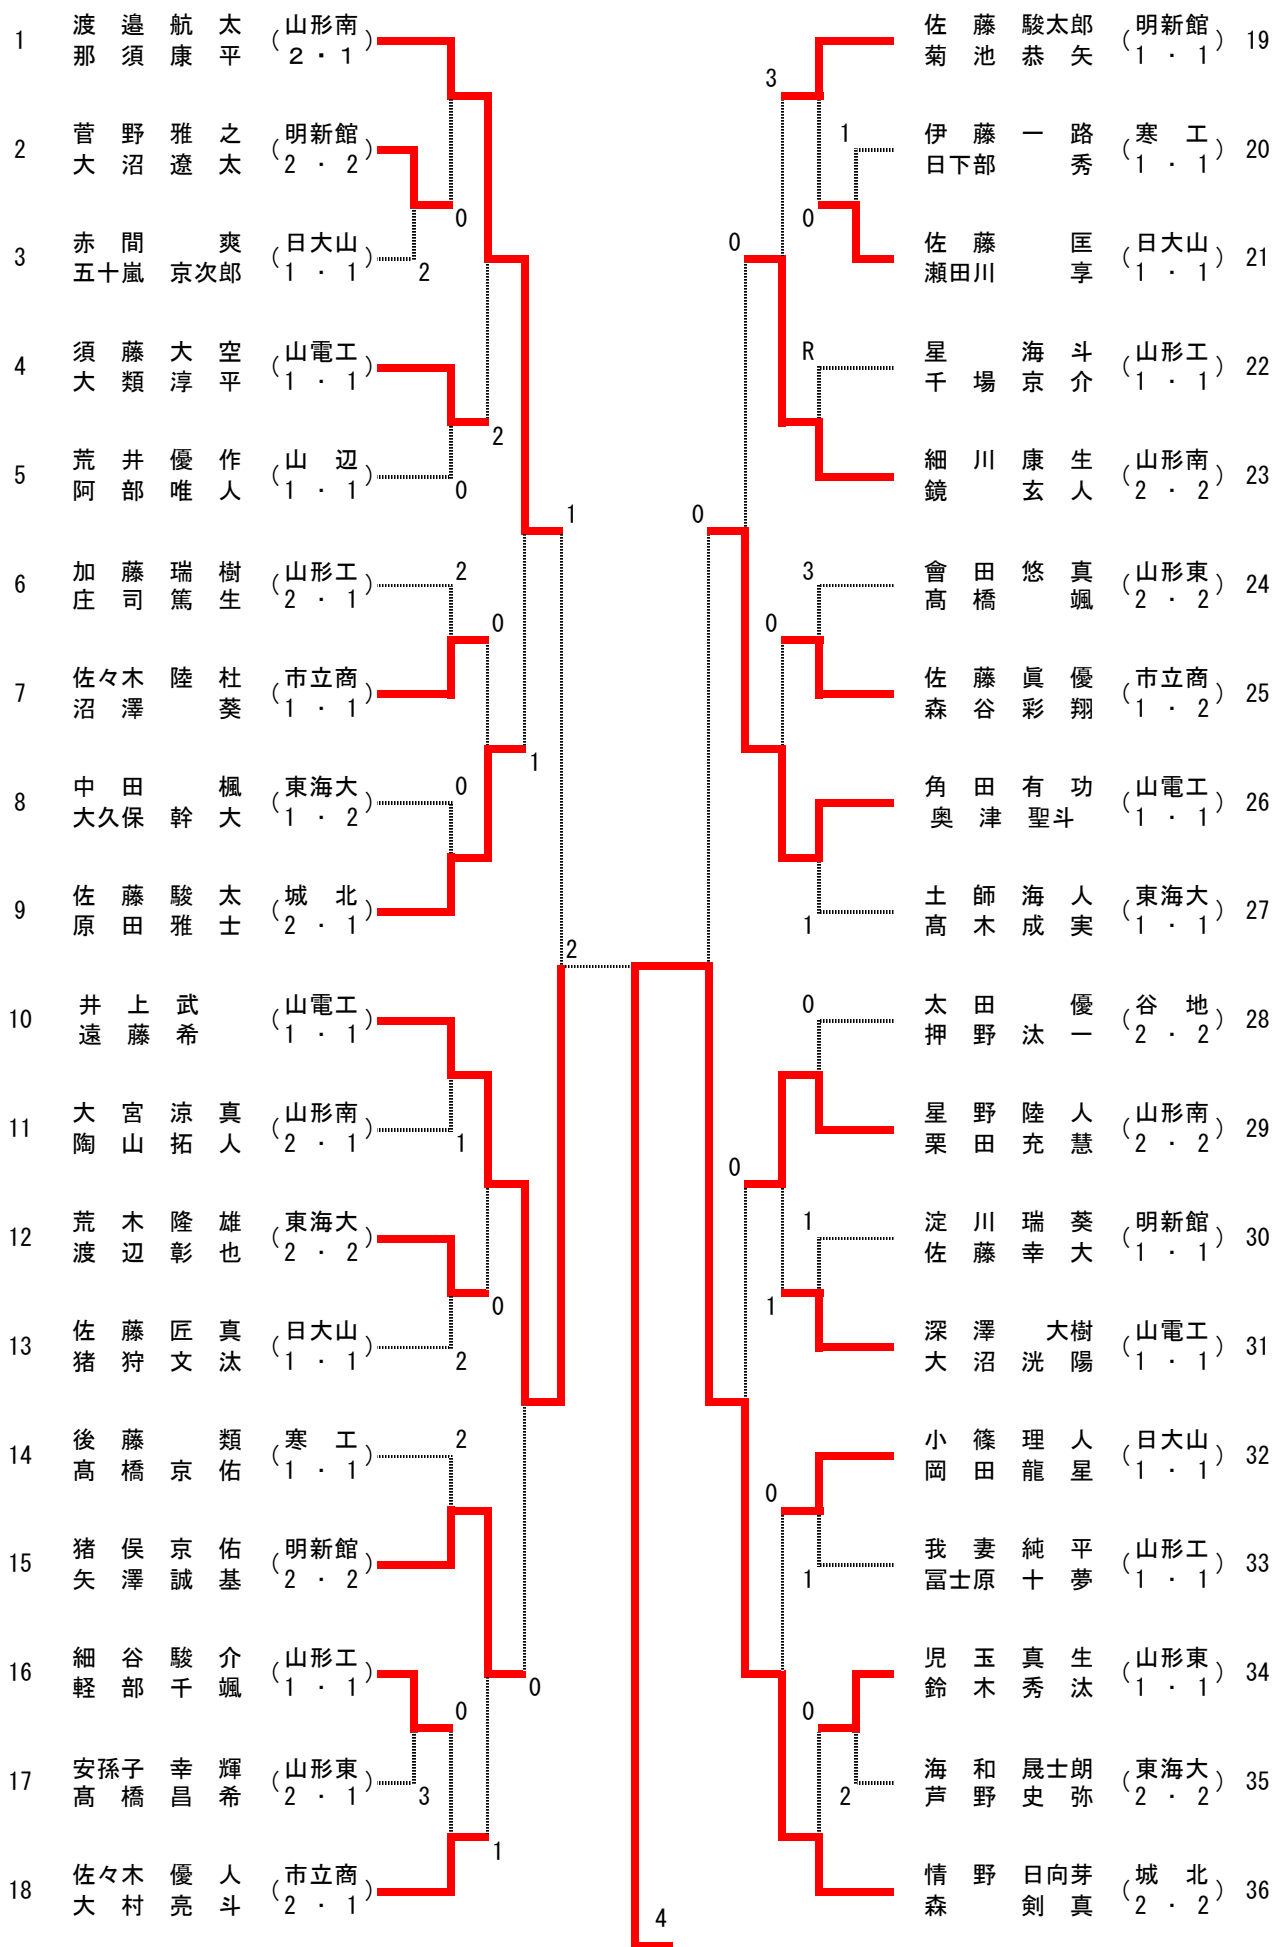 1 渡邉航太 (山形南
那須康平 2・1)
2 菅野雅之 (明新館
大沼遼太 2・2)
0
3 赤間爽 (日大山
五十嵐京次郎 1・1)
2
4 須藤大空 (山電工
大類淳平 1・1)
2
5 荒井優作 (山辺
阿部唯人 1・1)
0
1
6 加藤瑞樹 (山形工
庄司篤生 2・1)
2
0
7 佐々木陸杜 (市立商
沼澤葵 1・1)
1
8 中田楓 (東海大
大久保幹大 1・2)
0
9 佐藤駿太 (城北
原田雅士 2・1)
2
10 井上武 (山電工
遠藤希 1・1)
11 大宮涼真 (山形南
陶山拓人 2・1)
1
12 荒木隆雄 (東海大
渡辺彰也 2・2)
0
13 佐藤匠真 (日大山
猪狩文汰 1・1)
2
14 後藤類 (寒工
髙橋京佑 1・1)
2
15 猪俣京佑 (明新館
矢澤誠基 2・2)
16 細谷駿介 (山形工
軽部千颯 1・1)
0
0
17 安孫子幸輝 (山形東
髙橋昌希 2・1)
3
1
18 佐々木優人 (市立商
大村亮斗 2・1)
4
佐藤駿太郎 (明新館
菊池恭矢 1・1) 19
3
1
伊藤一路 (寒工
日下部秀 1・1) 20
0
0
佐藤匡 (日大山
瀬田川享 1・1) 21
R
星海斗 (山形工
千場京介 1・1) 22
細川康生 (山形南
鏡玄人 2・2) 23
0
3
會田悠真 (山形東
髙橋颯 2・2) 24
0
佐藤眞優 (市立商
森谷彩翔 1・2) 25
角田有功 (山電工
奥津聖斗 1・1) 26
土師海人 (東海大
髙木成実 1・1) 27
1
0
太田優 (谷地
押野汰一 2・2) 28
星野陸人 (山形南
栗田充慧 2・2) 29
0
1
淀川瑞葵 (明新館
佐藤幸大 1・1) 30
1
深澤大樹 (山電工
大沼洸陽 1・1) 31
小篠理人 (日大山
岡田龍星 1・1) 32
0
我妻純平 (山形工
冨士原十夢 1・1) 33
1
児玉真生 (山形東
鈴木秀汰 1・1) 34
0
海和晟士朗 (東海大
芦野史弥 2・2) 35
2
情野日向芽 (城北
森剣真 2・2) 36